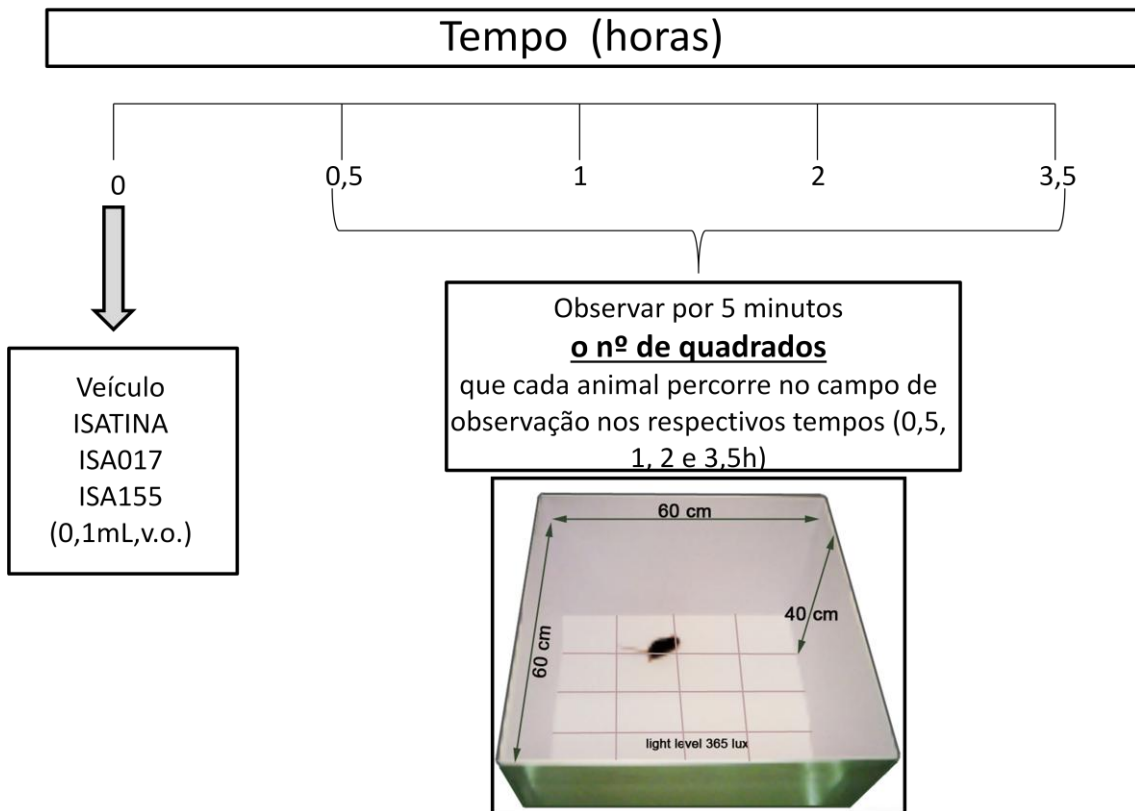 Tempo (horas)
0
0,5
1
2
3,5
Observar por 5 minutos
o nº de quadrados
que cada animal percorre no campo de
observação nos respectivos tempos (0,5,
1, 2 e 3,5h)
Veículo
ISATINA
ISA017
ISA155
(0,1mL,v.o.)
60 cm
40 cm
60 cm
light level 365 lux